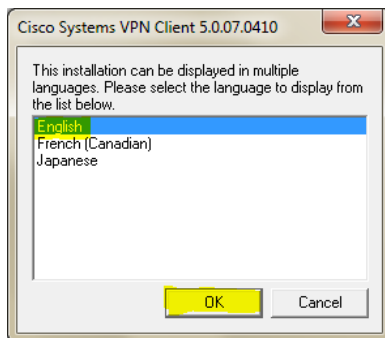 Cisco Systems VPN Client 5.0.07.0410
This installation can be displayed in multiple
languages. Please select the language to display from
the list below.
English
French (Canadian)
Japanese
OK
Cancel